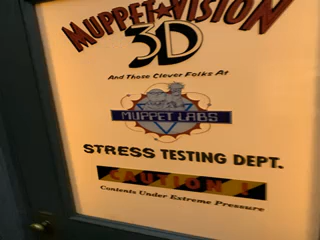 MUPPET★VISION
3D
And Those Clever Folks At
MUPPET LABS
STRESS TESTING DEPT.
CAUTION!
Contents Under Extreme Pressure